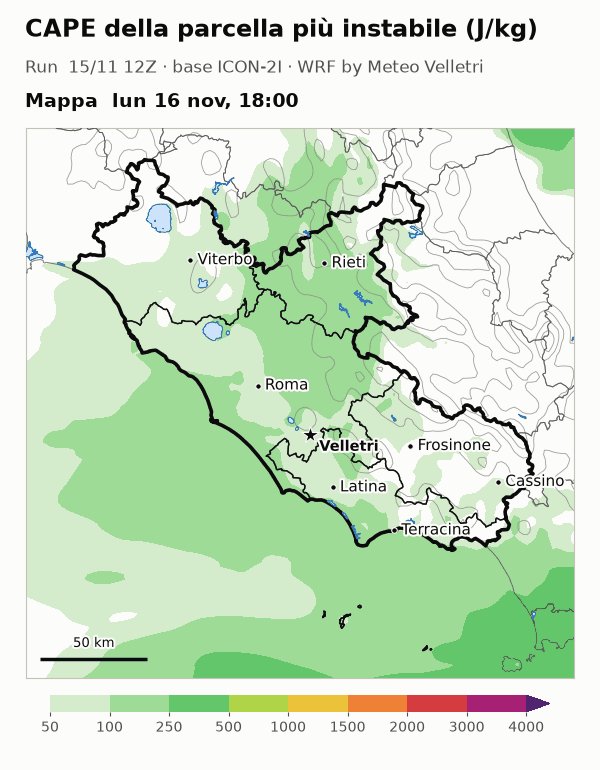 CAPE della parcella più instabile (J/kg)
Run  15/11 12Z · base ICON-2I · WRF by Meteo Velletri
Mappa  lun 16 nov, 18:00
Viterbo
Rieti
Roma
Velletri
Frosinone
Latina
Cassino
Terracina
50 km
50 100 250 500 1000 1500 2000 3000 4000